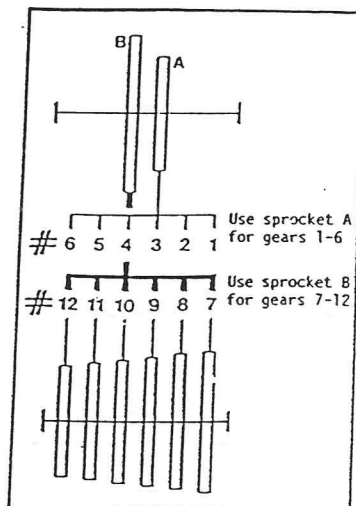 B
A
Use sprocket A
# 6 5 4 3 2 1 for gears 1-6
Use sprocket B
# 12 11 10 9 8 7 for gears 7-12